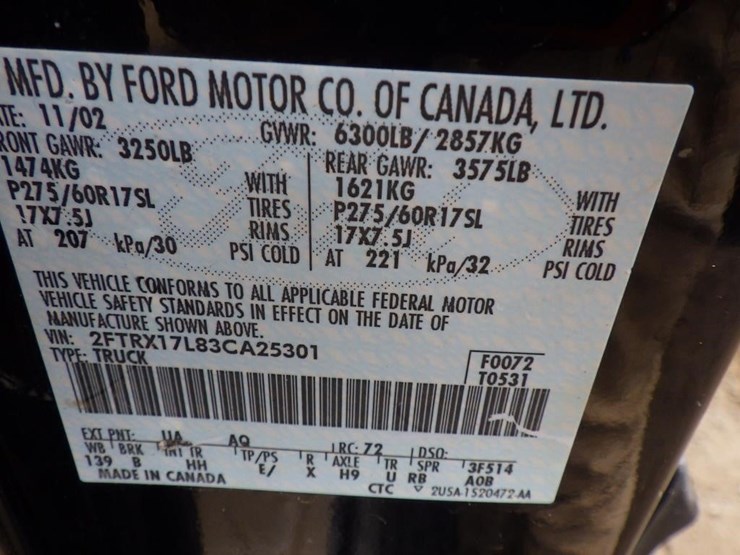 MFD. BY FORD MOTOR CO. OF CANADA, LTD.
TE: 11/02 GVWR: 6300LB/ 2857KG
RONT GAWR: 3250LB REAR GAWR: 3575LB
1474KG WITH 1621KG WITH
P275/60R17SL TIRES P275/60R17SL TIRES
17X7.5J RIMS 17X7.5J RIMS
AT 207 kPa/30 PSI COLD AT 221 kPa/32 PSI COLD
THIS VEHICLE CONFORMS TO ALL APPLICABLE FEDERAL MOTOR
VEHICLE SAFETY STANDARDS IN EFFECT ON THE DATE OF
MANUFACTURE SHOWN ABOVE.
VIN: 2FTRX17L83CA25301 F0072
TYPE: TRUCK T0531
EXT PNT: UA AQ RC: 72 DSO:
WB BRK INT TR TP/PS R AXLE TR SPR 3F514
139 B HH E/ X H9 U RB A0B
MADE IN CANADA CTC ▽ 2U5A-1520472-AA